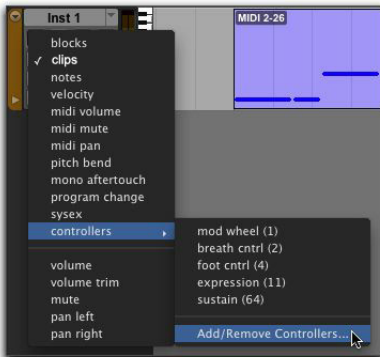 Inst 1
MIDI 2-26
blocks
✓ clips
notes
velocity
midi volume
midi mute
midi pan
pitch bend
mono aftertouch
program change
sysex
controllers
volume
volume trim
mute
pan left
pan right
mod wheel (1)
breath cntrl (2)
foot cntrl (4)
expression (11)
sustain (64)
Add/Remove Controllers...